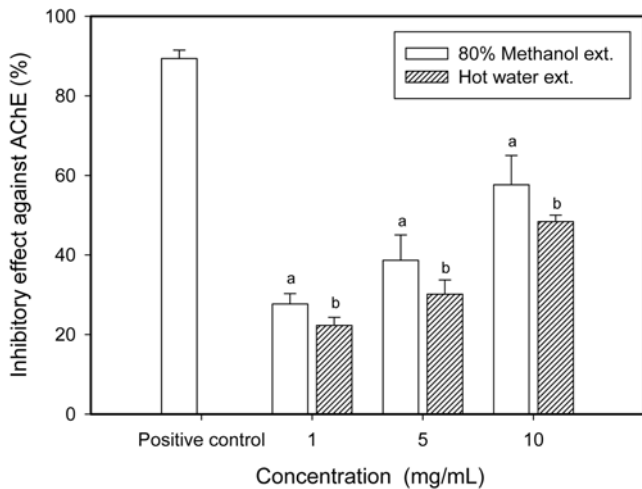 100
80
60
40
20
0
Inhibitory effect against AChE (%)
80% Methanol ext.
Hot water ext.
a
b
a
b
a
b
Positive control 1 5 10
Concentration (mg/mL)